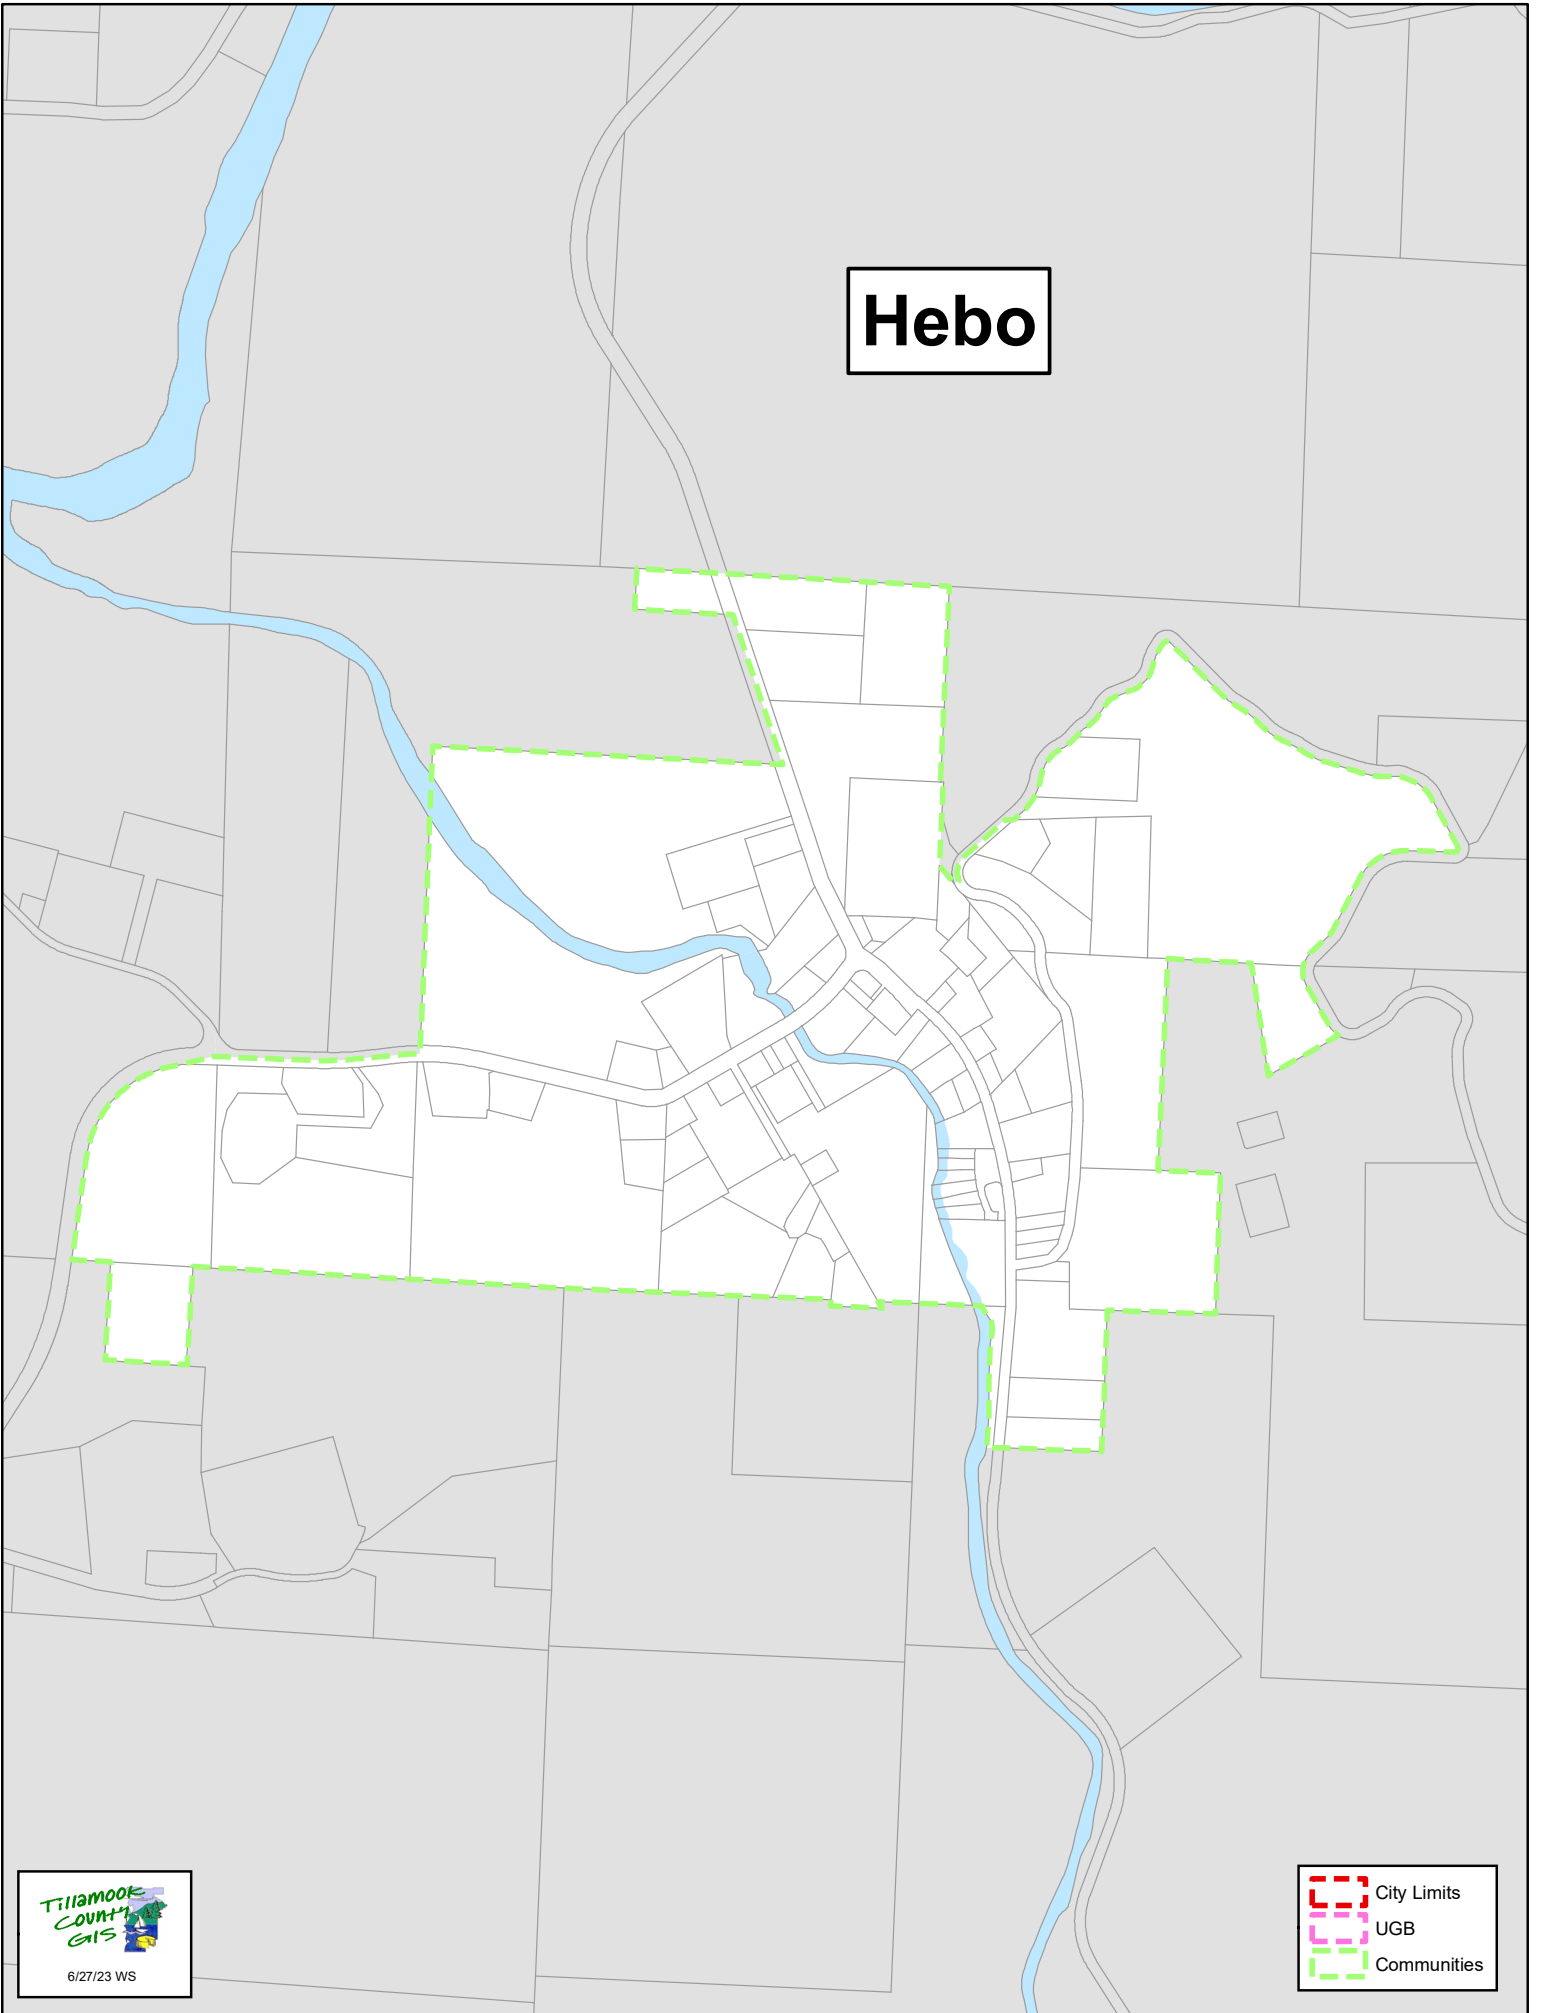 Hebo
Tillamook
County
GIS
6/27/23 WS
City Limits
UGB
Communities